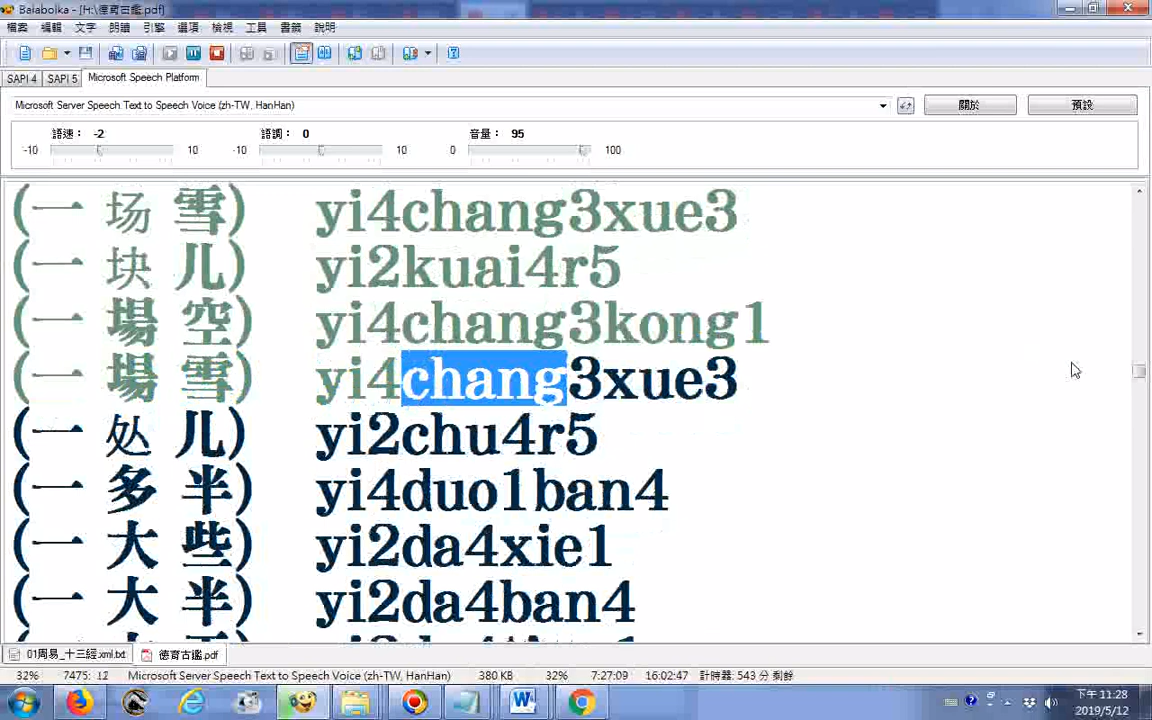 Balabolka - [H:\德育古鑑.pdf]
檔案 編輯 文字 朗讀 引擎 選項 檢視 工具 書籤 說明
SAPI 4 SAPI 5 Microsoft Speech Platform
Microsoft Server Speech Text to Speech Voice (zh-TW, HanHan) 關於 預設
語速： -2 語調： 0 音量： 95
-10 10 -10 10 0 100
(一 场 雪) yi4chang3xue3
(一 块 儿) yi2kuai4r5
(一 場 空) yi4chang3kong1
(一 場 雪) yi4chang3xue3
(一 处 儿) yi2chu4r5
(一 多 半) yi4duo1ban4
(一 大 些) yi2da4xie1
(一 大 半) yi2da4ban4
01周易_十三經.xml.txt 德育古鑑.pdf
32% 7475: 12 Microsoft Server Speech Text to Speech Voice (zh-TW, HanHan) 380 KB 32% 7:27:09 16:02:47 計時器: 543 分 剩餘
下午 11:28
2019/5/12